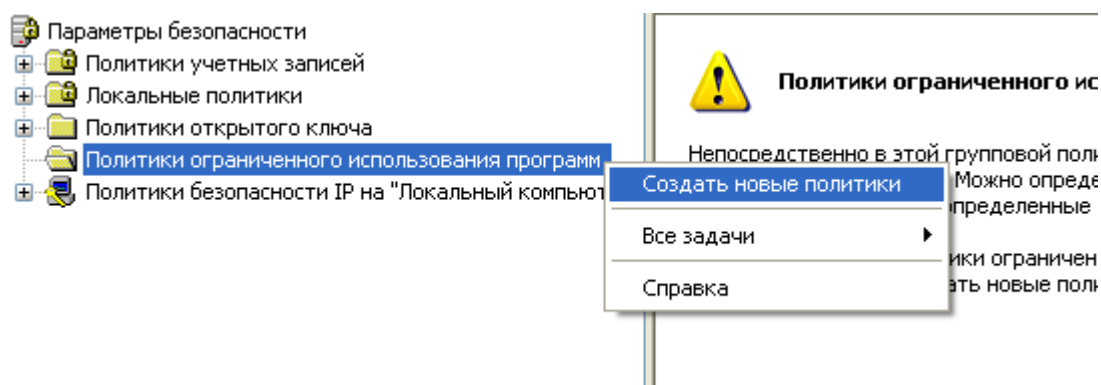 Параметры безопасности
Политики учетных записей
Локальные политики
Политики открытого ключа
Политики ограниченного использования программ
Политики безопасности IP на "Локальный компьют
Создать новые политики
Все задачи
Справка
Политики ограниченного ис
Непосредственно в этой групповой пол
Можно опреде
пределенные
ики ограничен
ать новые пол